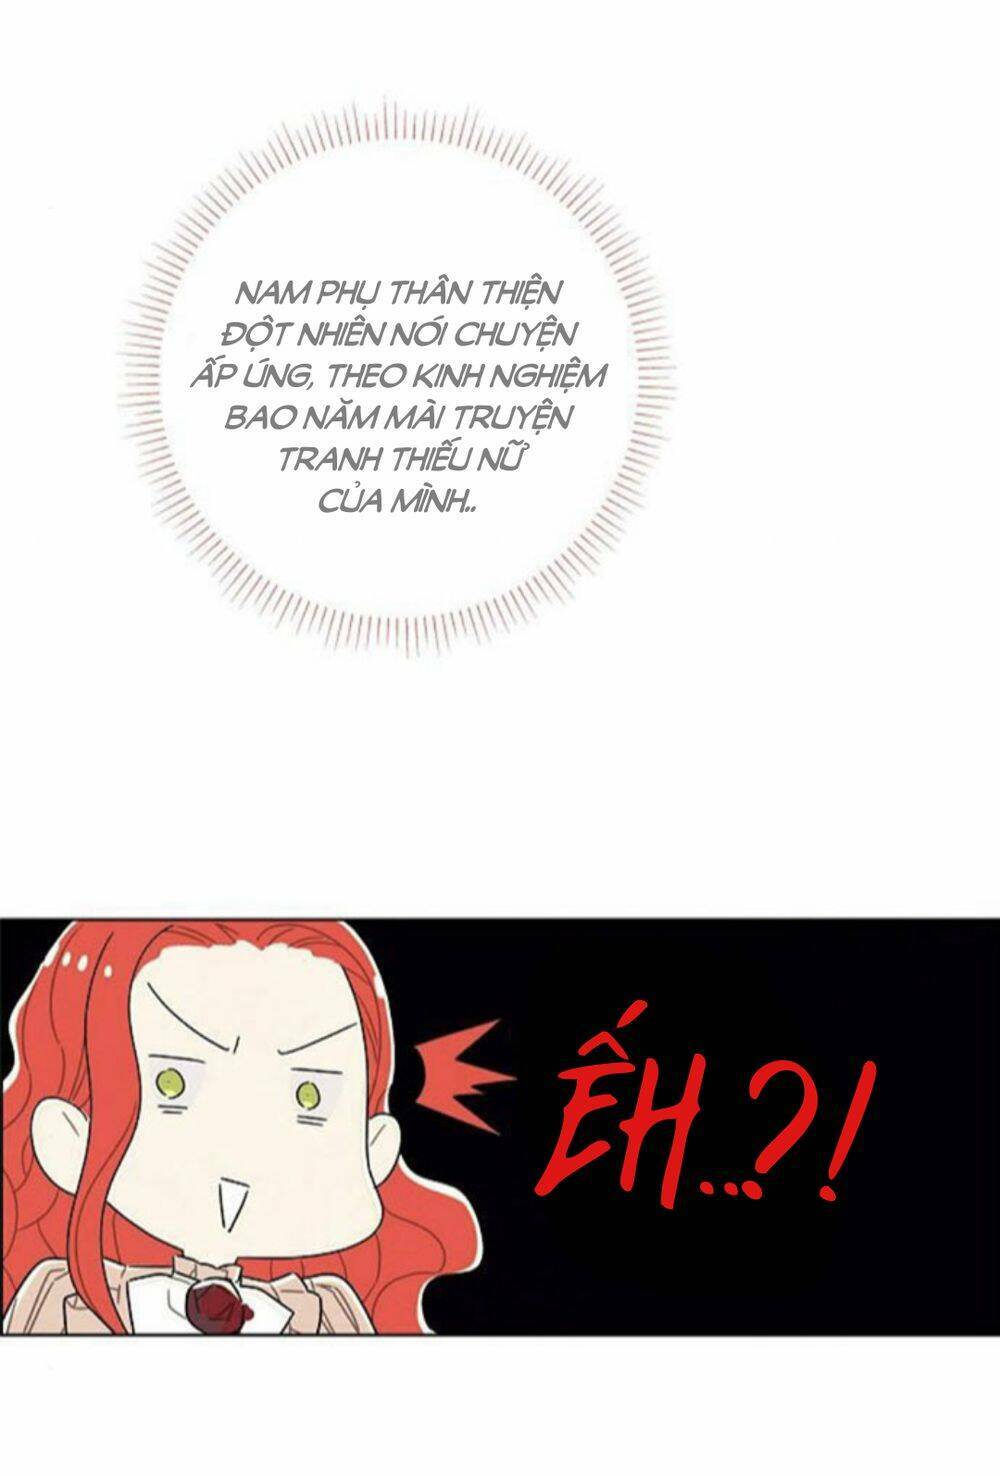 NAM PHỤ THÂN THIỆN
ĐỘT NHIÊN NÓI CHUYỆN
ẤP ỨNG, THEO KINH NGHIỆM
BAO NĂM MÀI TRUYỆN
TRANH THIẾU NỮ
CỦA MÌNH..
ẾH...?!